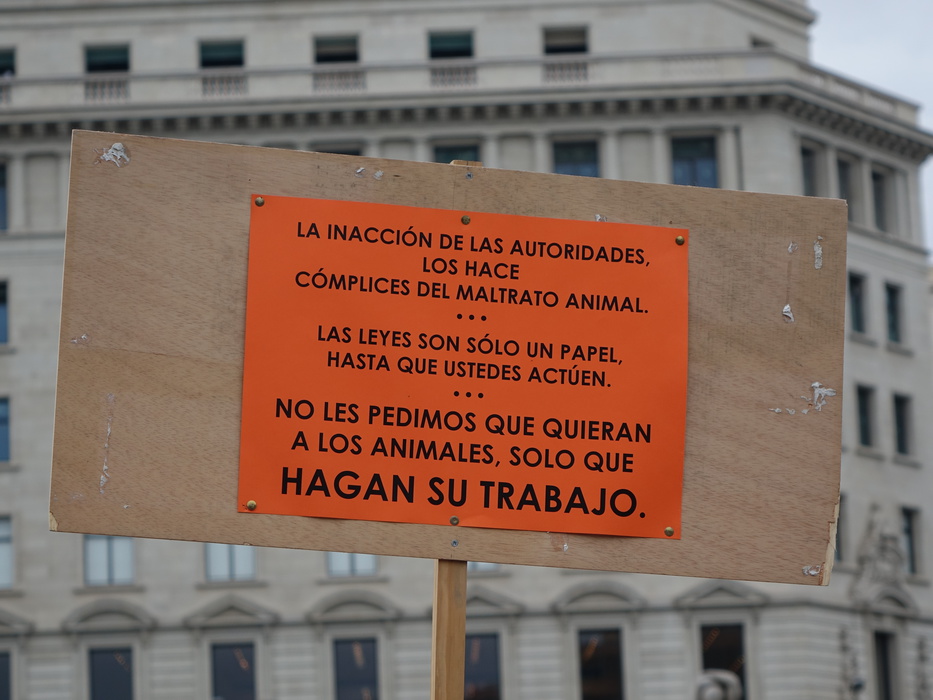 LA INACCIÓN DE LAS AUTORIDADES,
LOS HACE
CÓMPLICES DEL MALTRATO ANIMAL.
•••
LAS LEYES SON SÓLO UN PAPEL,
HASTA QUE USTEDES ACTÚEN.
•••
NO LES PEDIMOS QUE QUIERAN
A LOS ANIMALES, SOLO QUE
HAGAN SU TRABAJO.